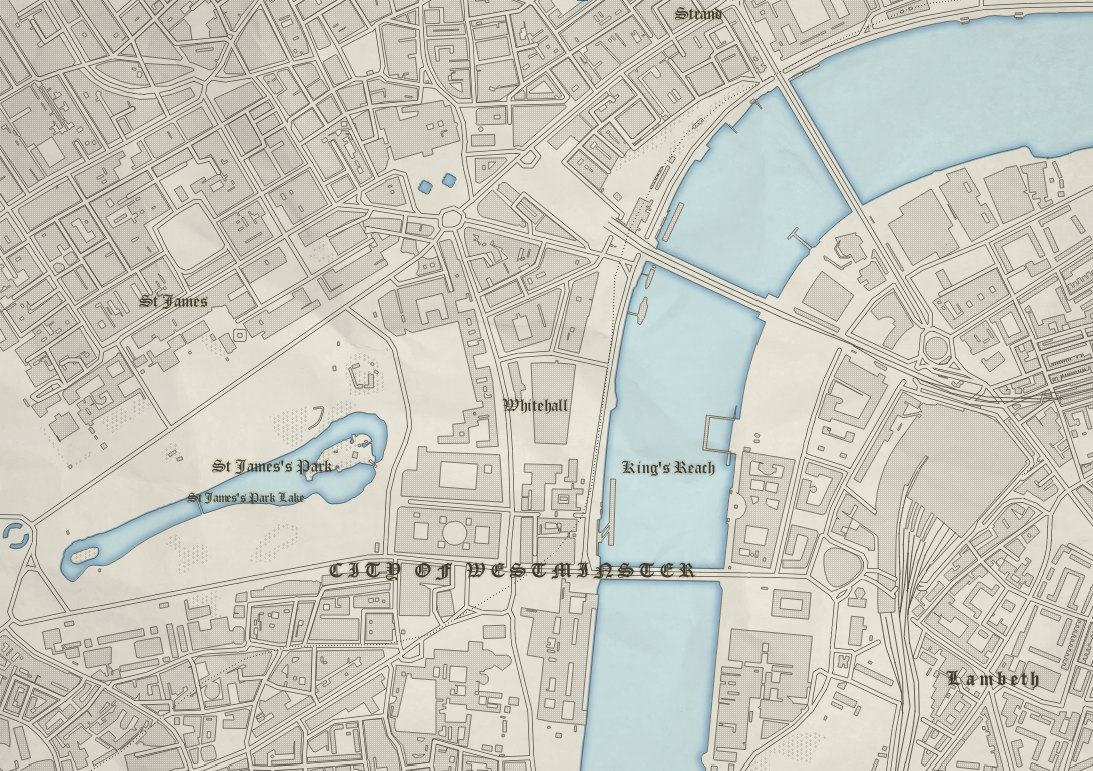 Strand
St James
Whitehall
St James's Park
King's Reach
St James's Park Lake
CITY OF WESTMINSTER
Lambeth